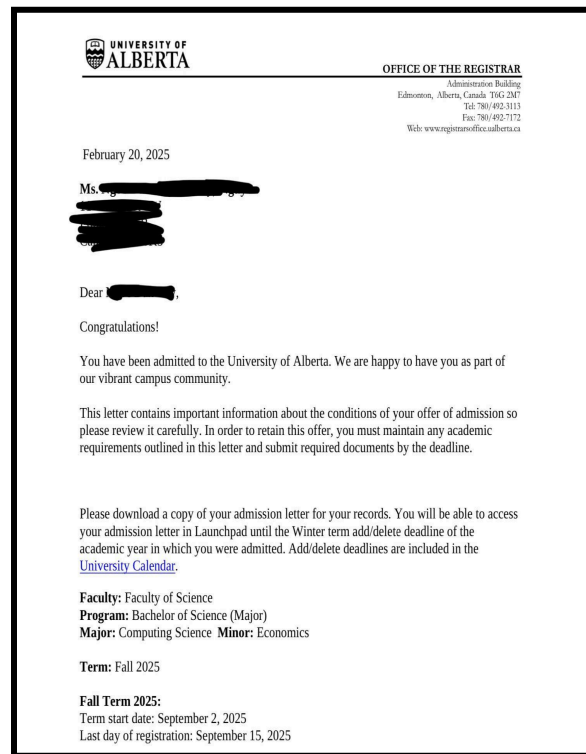 UNIVERSITY OF
ALBERTA
OFFICE OF THE REGISTRAR
Administration Building
Edmonton, Alberta, Canada T6G 2M7
Tel: 780/492-3113
Fax: 780/492-7172
Web: www.registrarsoffice.ualberta.ca
February 20, 2025
Ms.
Dear ,
Congratulations!
You have been admitted to the University of Alberta. We are happy to have you as part of
our vibrant campus community.
This letter contains important information about the conditions of your offer of admission so
please review it carefully. In order to retain this offer, you must maintain any academic
requirements outlined in this letter and submit required documents by the deadline.
Please download a copy of your admission letter for your records. You will be able to access
your admission letter in Launchpad until the Winter term add/delete deadline of the
academic year in which you were admitted. Add/delete deadlines are included in the
University Calendar.
Faculty: Faculty of Science
Program: Bachelor of Science (Major)
Major: Computing Science Minor: Economics
Term: Fall 2025
Fall Term 2025:
Term start date: September 2, 2025
Last day of registration: September 15, 2025